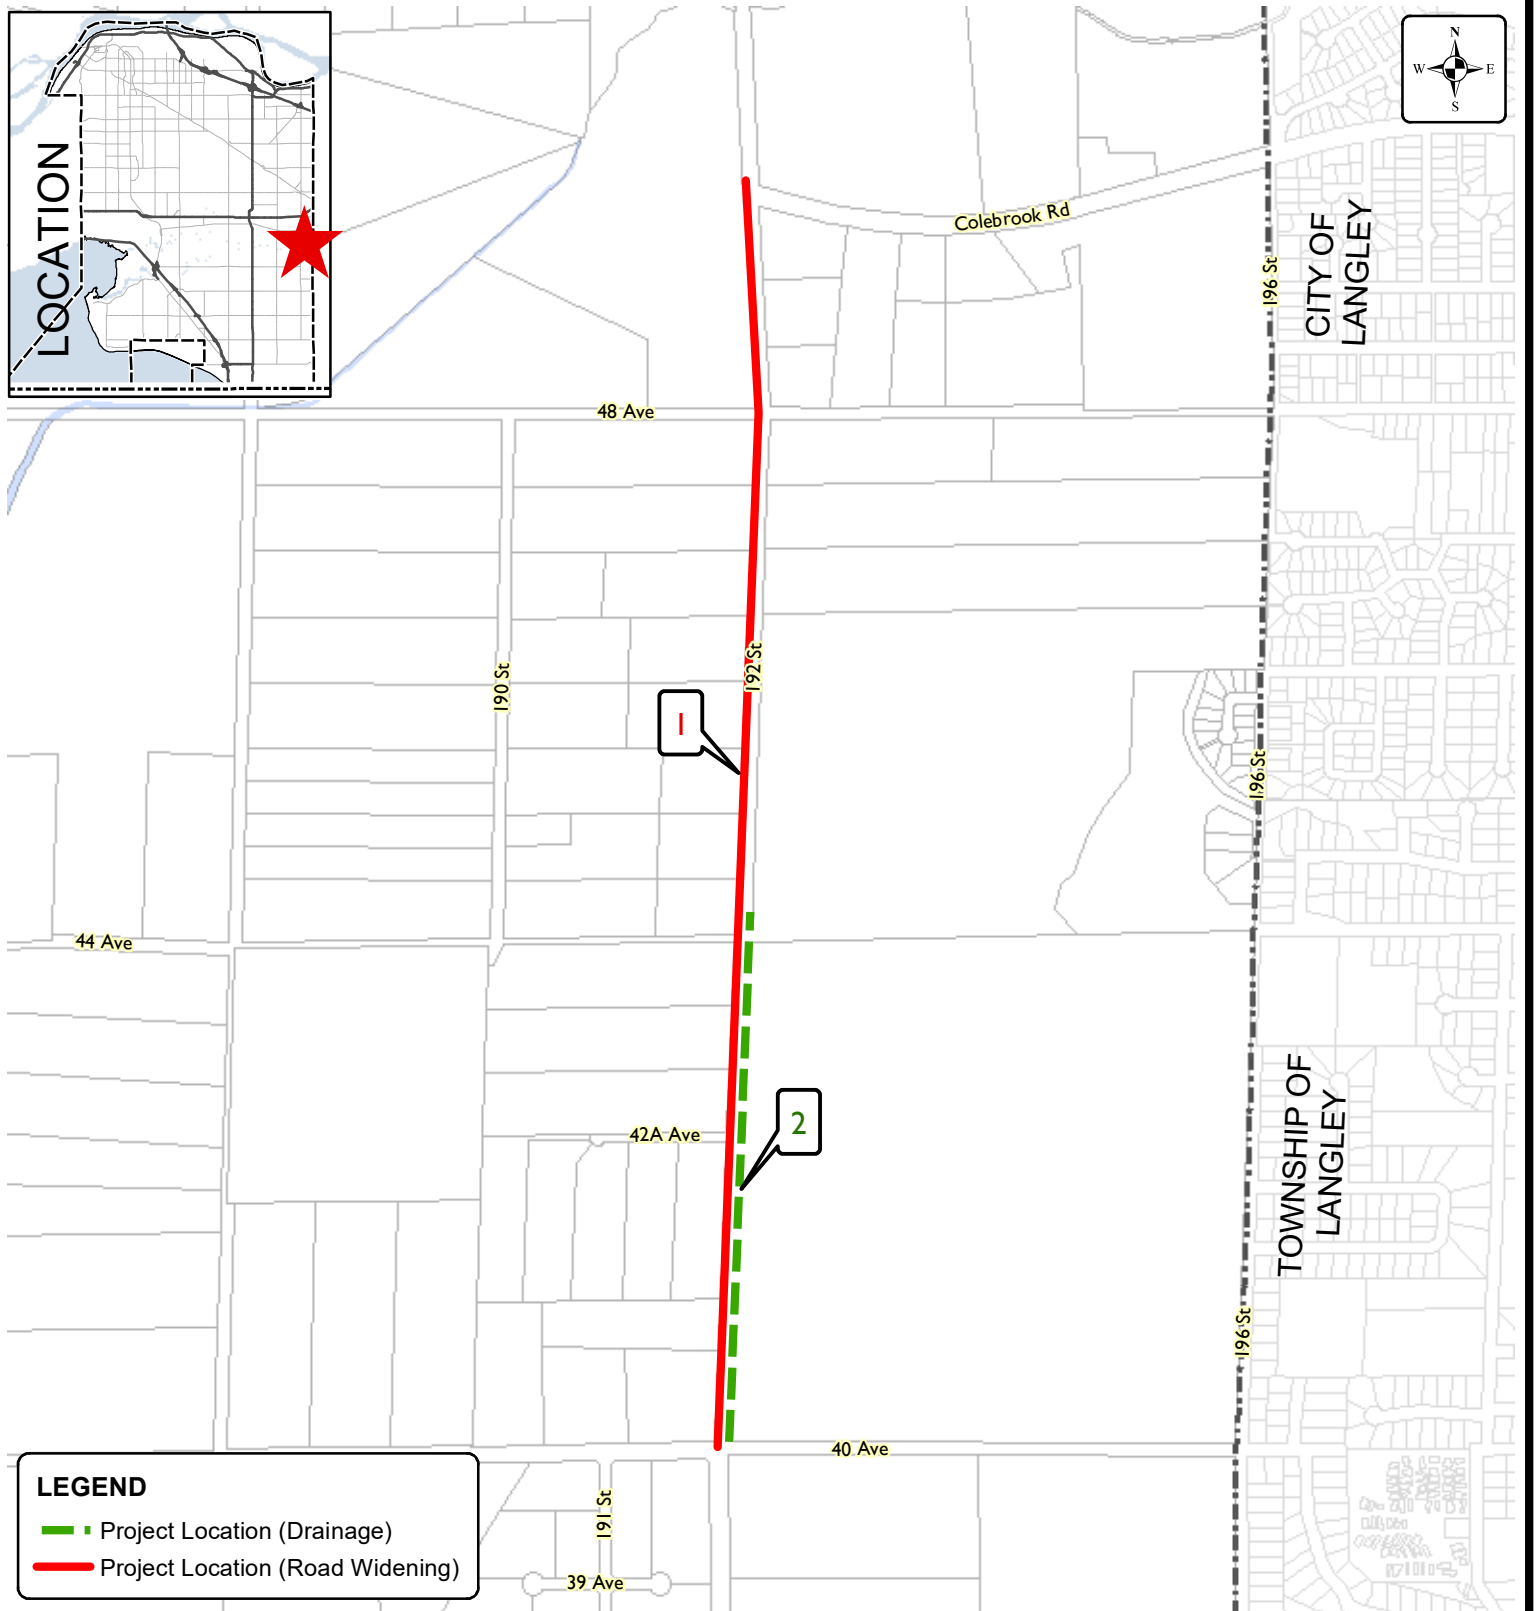 LOCATION
N
W E
S
Colebrook Rd
196 St
CITY OF
LANGLEY
48 Ave
192 St
190 St
1
196 St
44 Ave
2
42A Ave
TOWNSHIP OF
LANGLEY
196 St
40 Ave
LEGEND
Project Location (Drainage)
Project Location (Road Widening)
191 St
39 Ave